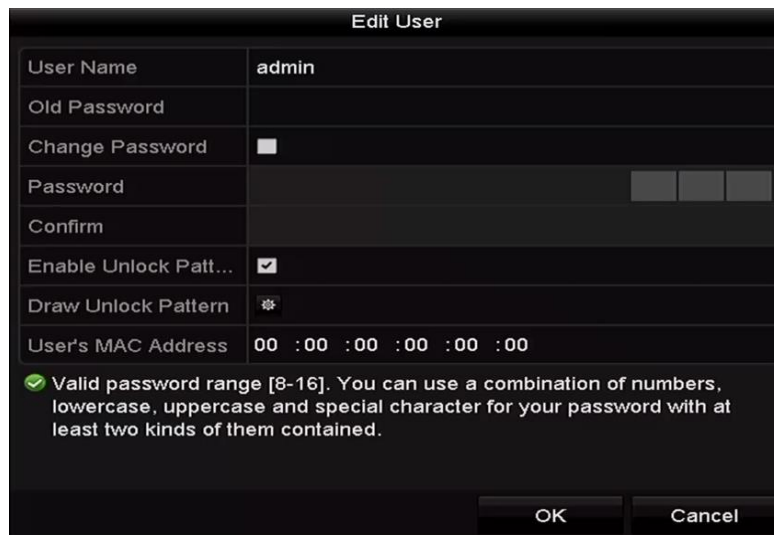 Edit User
User Name admin
Old Password
Change Password
Password
Confirm
Enable Unlock Patt...
Draw Unlock Pattern
User's MAC Address 00 :00 :00 :00 :00 :00
Valid password range [8-16]. You can use a combination of numbers,
lowercase, uppercase and special character for your password with at
least two kinds of them contained.
OK Cancel